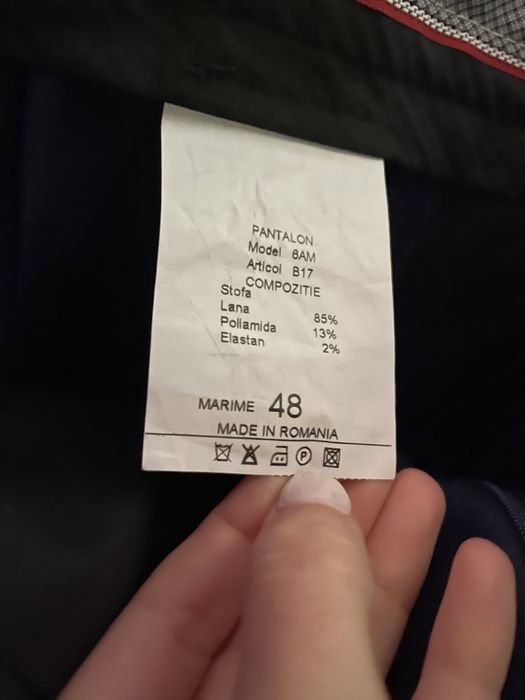 PANTALON
Model 6AM
Articol B17
COMPOZITIE
Stofa
Lana 85%
Poliamida 13%
Elastan 2%
MARIME 48
MADE IN ROMANIA
P